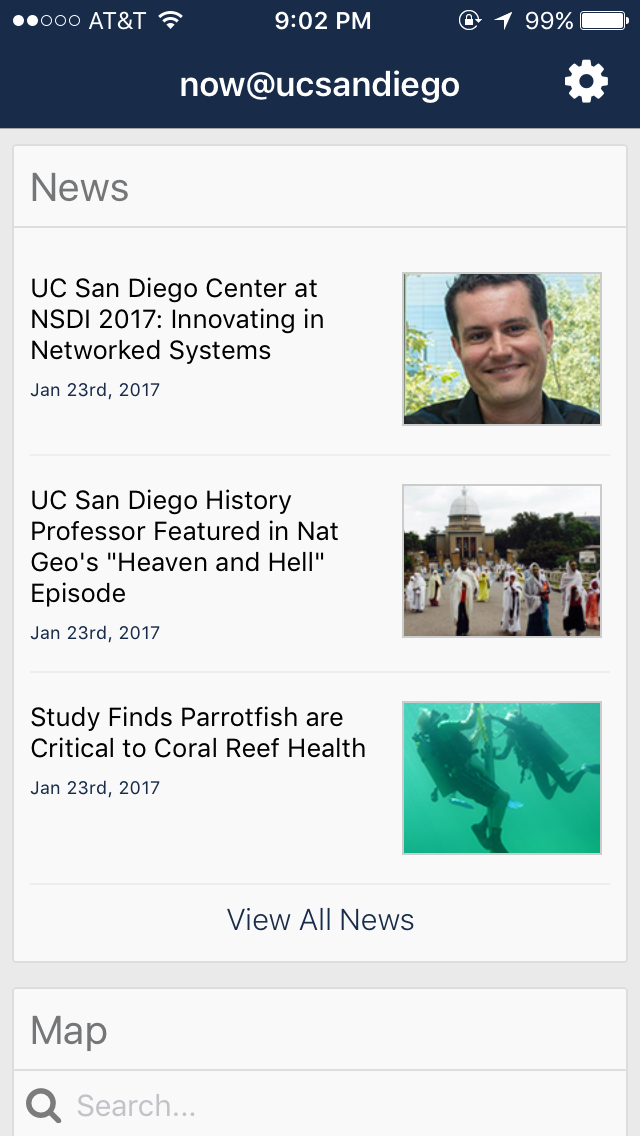 AT&T 9:02 PM 99%
now@ucsandiego
News
UC San Diego Center at
NSDI 2017: Innovating in
Networked Systems
Jan 23rd, 2017
UC San Diego History
Professor Featured in Nat
Geo's "Heaven and Hell"
Episode
Jan 23rd, 2017
Study Finds Parrotfish are
Critical to Coral Reef Health
Jan 23rd, 2017
View All News
Map
Search...